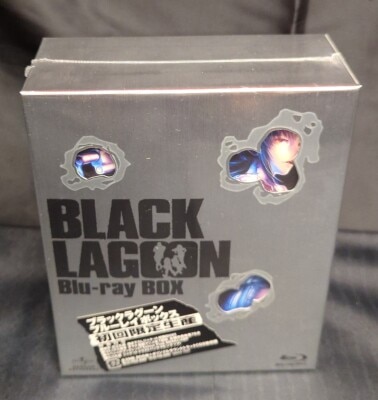 BLACK
LAGOON
Blu-ray BOX
ブラックラグーン
ブルーレイボックス
初回限定生産